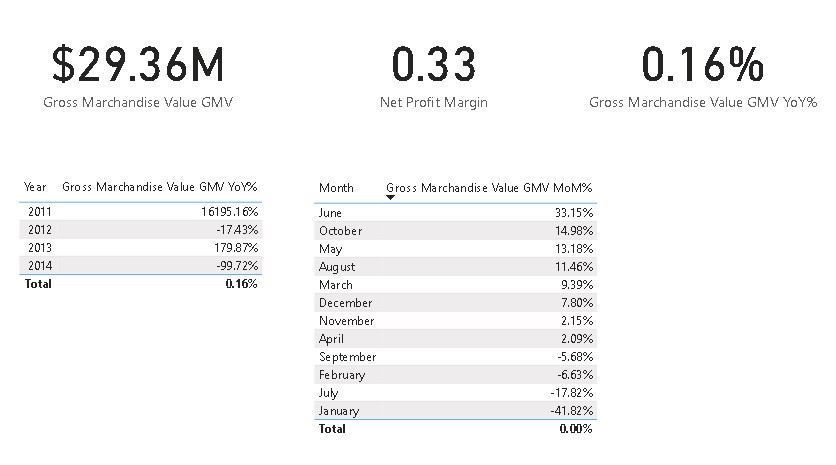 $29.36M
Gross Marchandise Value GMV
0.33
Net Profit Margin
0.16%
Gross Marchandise Value GMV YoY%
Year Gross Marchandise Value GMV YoY%
2011 16195.16%
2012 -17.43%
2013 179.87%
2014 -99.72%
Total 0.16%
Month Gross Marchandise Value GMV MoM%
June 33.15%
October 14.98%
May 13.18%
August 11.46%
March 9.39%
December 7.80%
November 2.15%
April 2.09%
September -5.68%
February -6.63%
July -17.82%
January -41.82%
Total 0.00%